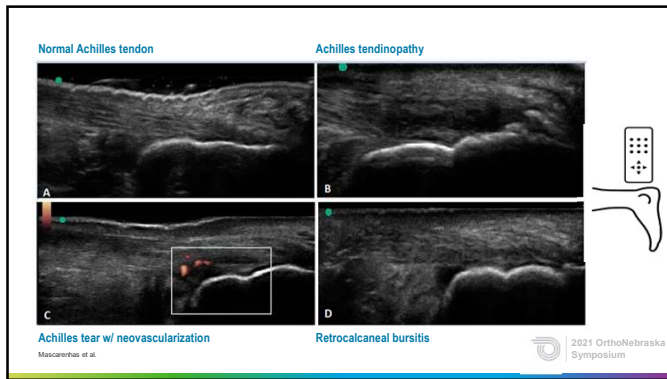 Normal Achilles tendon
Achilles tendinopathy
A
B
C
D
Achilles tear w/ neovascularization
Retrocalcaneal bursitis
Mascarenhas et al.
2021 OrthoNebraska
Symposium